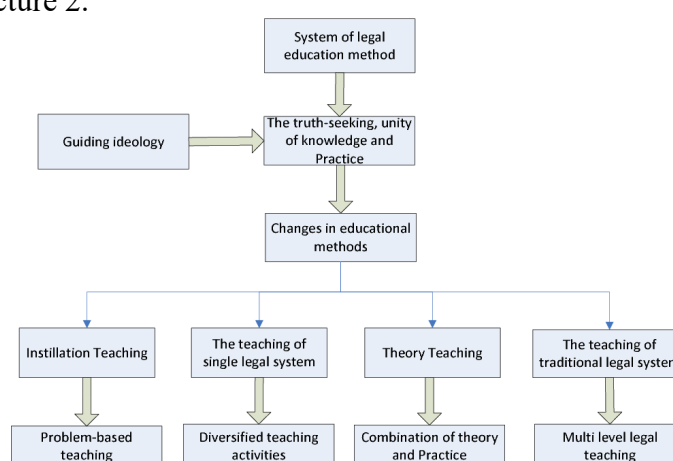 2.
System of legal
education method
Guiding ideology
The truth-seeking, unity
of knowledge and
Practice
Changes in educational
methods
Instillation Teaching
The teaching of
single legal system
Theory Teaching
The teaching of
traditional legal system
Problem-based
teaching
Diversified teaching
activities
Combination of theory
and Practice
Multi level legal
teaching